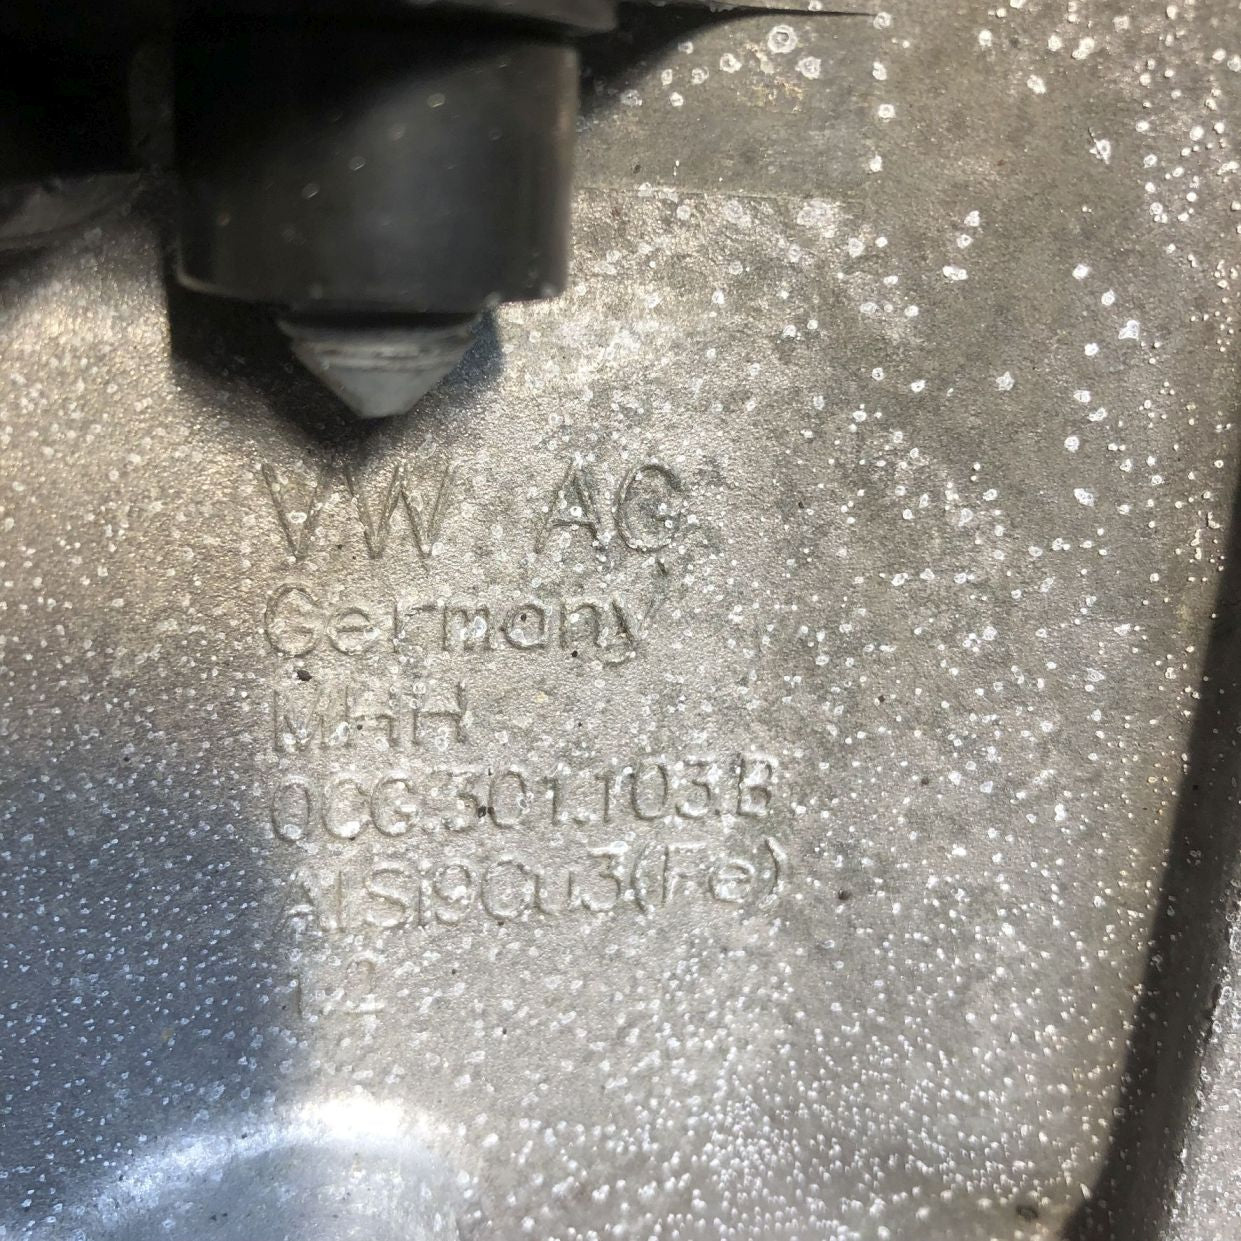 VW AG
Germany
MHH
0CG.301.103.B
AlSi9Cu3(Fe)